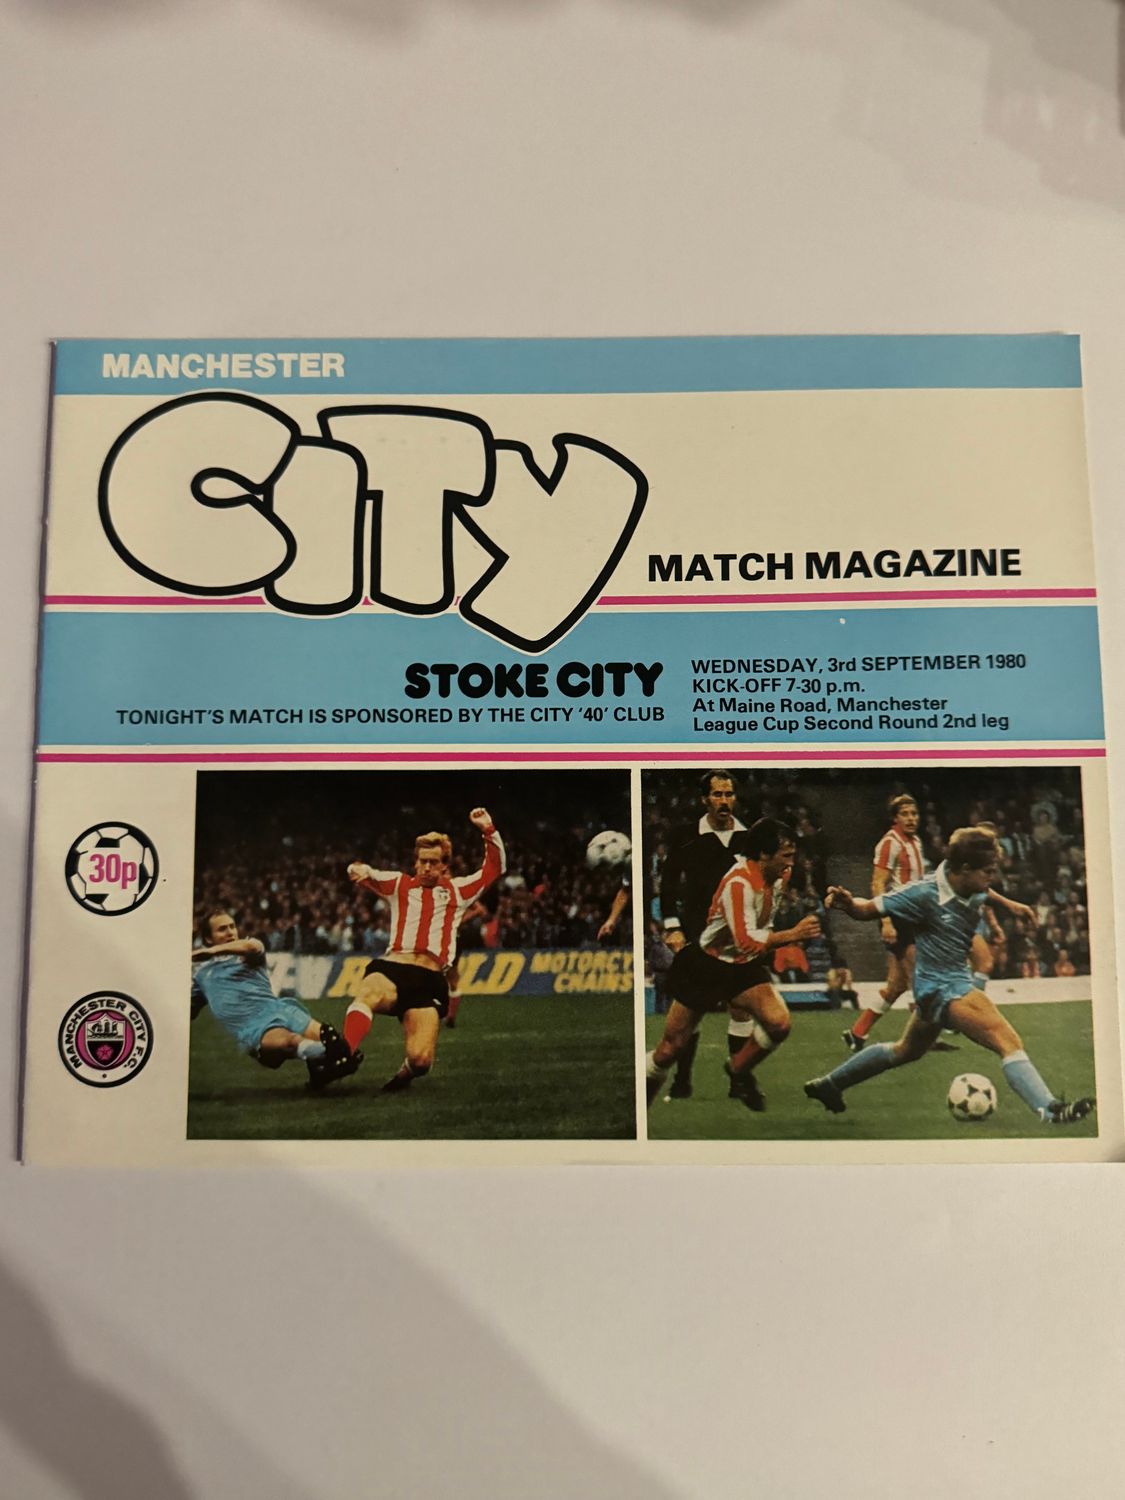 MANCHESTER
CITY
MATCH MAGAZINE
STOKE CITY
TONIGHT'S MATCH IS SPONSORED BY THE CITY '40' CLUB
WEDNESDAY, 3rd SEPTEMBER 1980
KICK-OFF 7-30 p.m.
At Maine Road, Manchester
League Cup Second Round 2nd leg
30p
MANCHESTER CITY F.C.
MOTORCY
CHAINS